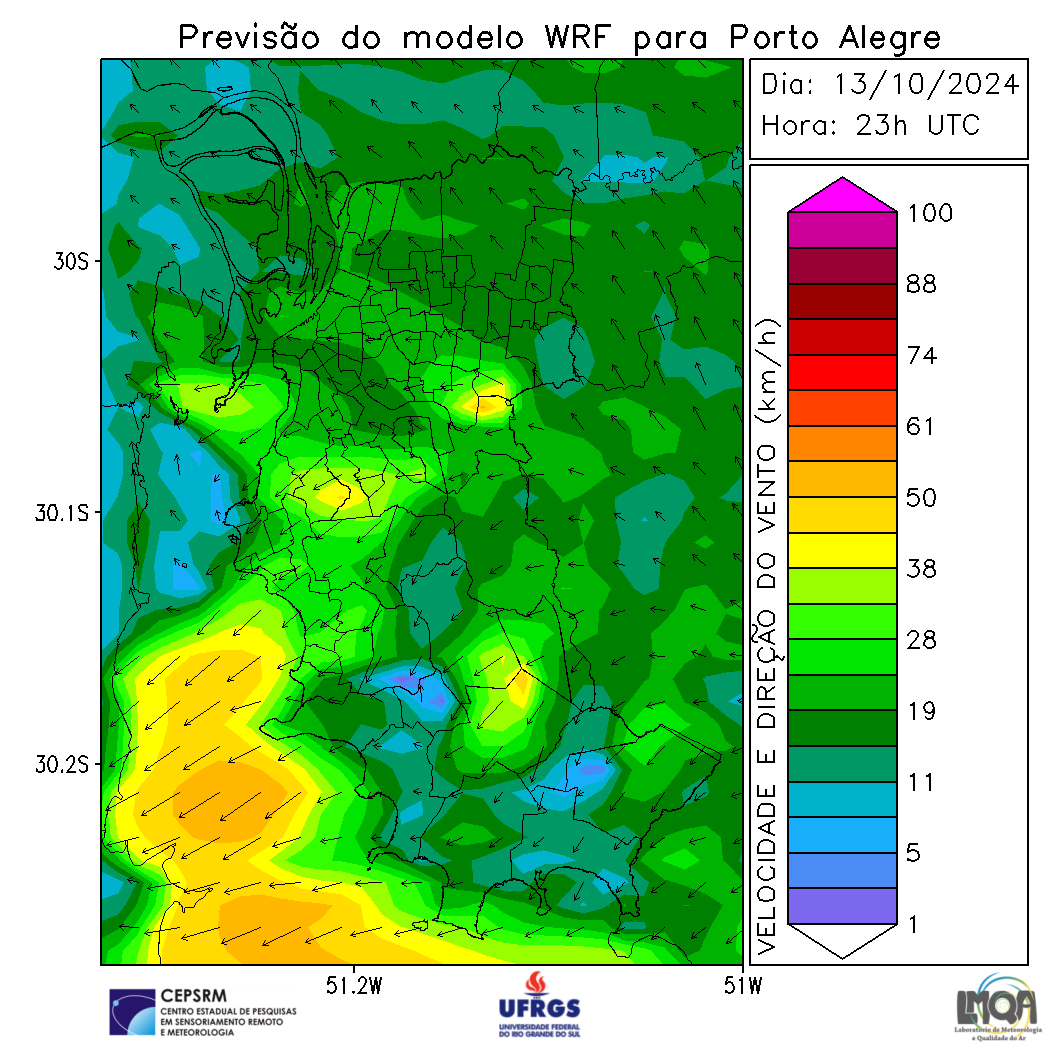 Previsão do modelo WRF para Porto Alegre
Dia: 13/10/2024
Hora: 23h UTC
30S
30.1S
30.2S
51.2W
51W
VELOCIDADE E DIREÇÃO DO VENTO (km/h)
100
88
74
61
50
38
28
19
11
5
1
CEPSRM
CENTRO ESTADUAL DE PESQUISAS
EM SENSORIAMENTO REMOTO
E METEOROLOGIA
UFRGS
UNIVERSIDADE FEDERAL
DO RIO GRANDE DO SUL
LMQA
Laboratório de Meteorologia
e Qualidade do Ar